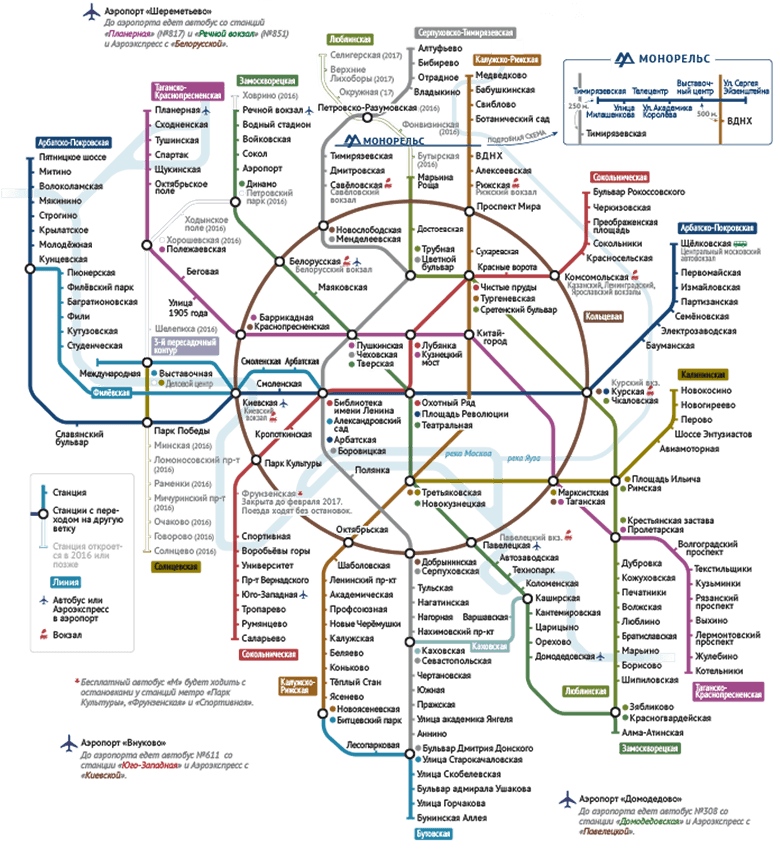 Аэропорт «Шереметьево»
До аэропорта едет автобус со станций
«Планерная» (№817) и «Речной вокзал» (№851)
и Аэроэкспресс с «Белорусской».
Люблинская
Селигерская (2017)
Верхние
Лихоборы (2017)
Окружная ('17)
Петровско-Разумовская (2016)
Фонвизинская
(2016)
Бутырская
(2016)
Марьина
Роща
Достоевская
Трубная
Цветной
бульвар
Серпуховско-Тимирязевская
Алтуфьево
Бибирево
Отрадное
Владыкино
Калужско-Рижская
Медведково
Бабушкинская
Свиблово
Ботанический сад
ВДНХ
Алексеевская
Рижская
Рижский вокзал
Проспект Мира
Сухаревская
МОНОРЕЛЬС
Тимирязевская
Телецентр
Выставоч-
ный центр
Ул. Сергея
Эйзенштейна
250 м.
Улица
Милашенкова
Ул. Академика
Королёва
500 м.
ВДНХ
Тимирязевская
подробная схема
МОНОРЕЛЬС
Тимирязевская
Дмитровская
Савёловская
Савёловский
вокзал
Новослободская
Менделеевская
Таганско-
Краснопресненская
Планерная
Сходненская
Тушинская
Спартак
Щукинская
Октябрьское
поле
Ходынское
поле (2016)
Хорошевская (2016)
Полежаевская
Беговая
Улица
1905 года
Шелепиха (2016)
3-й пересадочный
контур
Замоскворецкая
Ховрино (2016)
Речной вокзал
Водный стадион
Войковская
Сокол
Аэропорт
Динамо
Петровский
парк (2016)
Белорусская
Белорусский вокзал
Маяковская
Баррикадная
Краснопресненская
Арбатско-Покровская
Пятницкое шоссе
Митино
Волоколамская
Мякинино
Строгино
Крылатское
Молодёжная
Кунцевская
Пионерская
Филёвский парк
Багратионовская
Фили
Кутузовская
Студенческая
Международная
Выставочная
Деловой центр
Филёвская
Славянский
бульвар
Парк Победы
Минская (2016)
Ломоносовский пр-т
(2016)
Раменки (2016)
Мичуринский пр-т
(2016)
Очаково (2016)
Говорово (2016)
Солнцево (2016)
Солнцевская
Сокольническая
Бульвар Рокоссовского
Черкизовская
Преображенская
площадь
Сокольники
Красносельская
Комсомольская
Казанский, Ленинградский,
Ярославский вокзалы
Красные ворота
Чистые пруды
Тургеневская
Сретенский бульвар
Кольцевая
Арбатско-Покровская
Щёлковская
Центральный московский
автовокзал
Первомайская
Измайловская
Партизанская
Семёновская
Электрозаводская
Бауманская
Курский вкз.
Курская
Чкаловская
Калининская
Новокосино
Новогиреево
Перово
Шоссе Энтузиастов
Авиамоторная
Площадь Ильича
Римская
Пушкинская
Чеховская
Тверская
Лубянка
Кузнецкий
мост
Китай-
город
Смоленская Арбатская
Смоленская
Киевская
Киевский
вокзал
Библиотека
имени Ленина
Александровский
сад
Арбатская
Боровицкая
Охотный Ряд
Площадь Революции
Театральная
Кропоткинская
Полянка
река Москва
река Яуза
Парк Культуры
Третьяковская
Новокузнецкая
Марксистская
Таганская
Крестьянская застава
Пролетарская
Фрунзенская *
Закрыта до февраля 2017.
Поезда ходят без остановок.
Октябрьская
Павелецкий вкз.
Павелецкая
Автозаводская
Технопарк
Коломенская
Каширская
Кантемировская
Царицыно
Орехово
Домодедовская
Спортивная
Воробьёвы горы
Университет
Пр-т Вернадского
Юго-Западная
Тропарево
Румянцево
Саларьево
Сокольническая
Шаболовская
Ленинский пр-кт
Академическая
Профсоюзная
Новые Черёмушки
Калужская
Беляево
Коньково
Тёплый Стан
Ясенево
Новоясеневская
Битцевский парк
Калужско-
Рижская
Лесопарковая
Добрынинская
Серпуховская
Тульская
Нагатинская
Нагорная
Варшавская
Нахимовский пр-кт
Каховская
Каховская
Севастопольская
Чертановская
Южная
Пражская
Улица академика Янгеля
Аннино
Бульвар Дмитрия Донского
Улица Старокачаловская
Улица Скобелевская
Бульвар адмирала Ушакова
Улица Горчакова
Бунинская Аллея
Бутовская
Дубровка
Кожуховская
Печатники
Волжская
Люблино
Братиславская
Марьино
Борисово
Шипиловская
Люблинская
Зябликово
Красногвардейская
Алма-Атинская
Замоскворецкая
Волгоградский
проспект
Текстильщики
Кузьминки
Рязанский
проспект
Выхино
Лермонтовский
проспект
Жулебино
Котельники
Таганско-
Краснопресненская
Станция
Станции с пере-
ходом на другую
ветку
Станция откроет-
ся в 2016 или
позже
Линия
Автобус или
Аэроэкспресс
в аэропорт
Вокзал
* Бесплатный автобус «М» будет ходить с
остановки у станций метро «Парк
Культуры», «Фрунзенская» и «Спортивная».
Аэропорт «Внуково»
До аэропорта едет автобус №611 со
станции «Юго-Западная» и Аэроэкспресс с
«Киевской».
Аэропорт «Домодедово»
До аэропорта едет автобус №308 со
станции «Домодедовская» и Аэроэкспресс с
«Павелецкой».